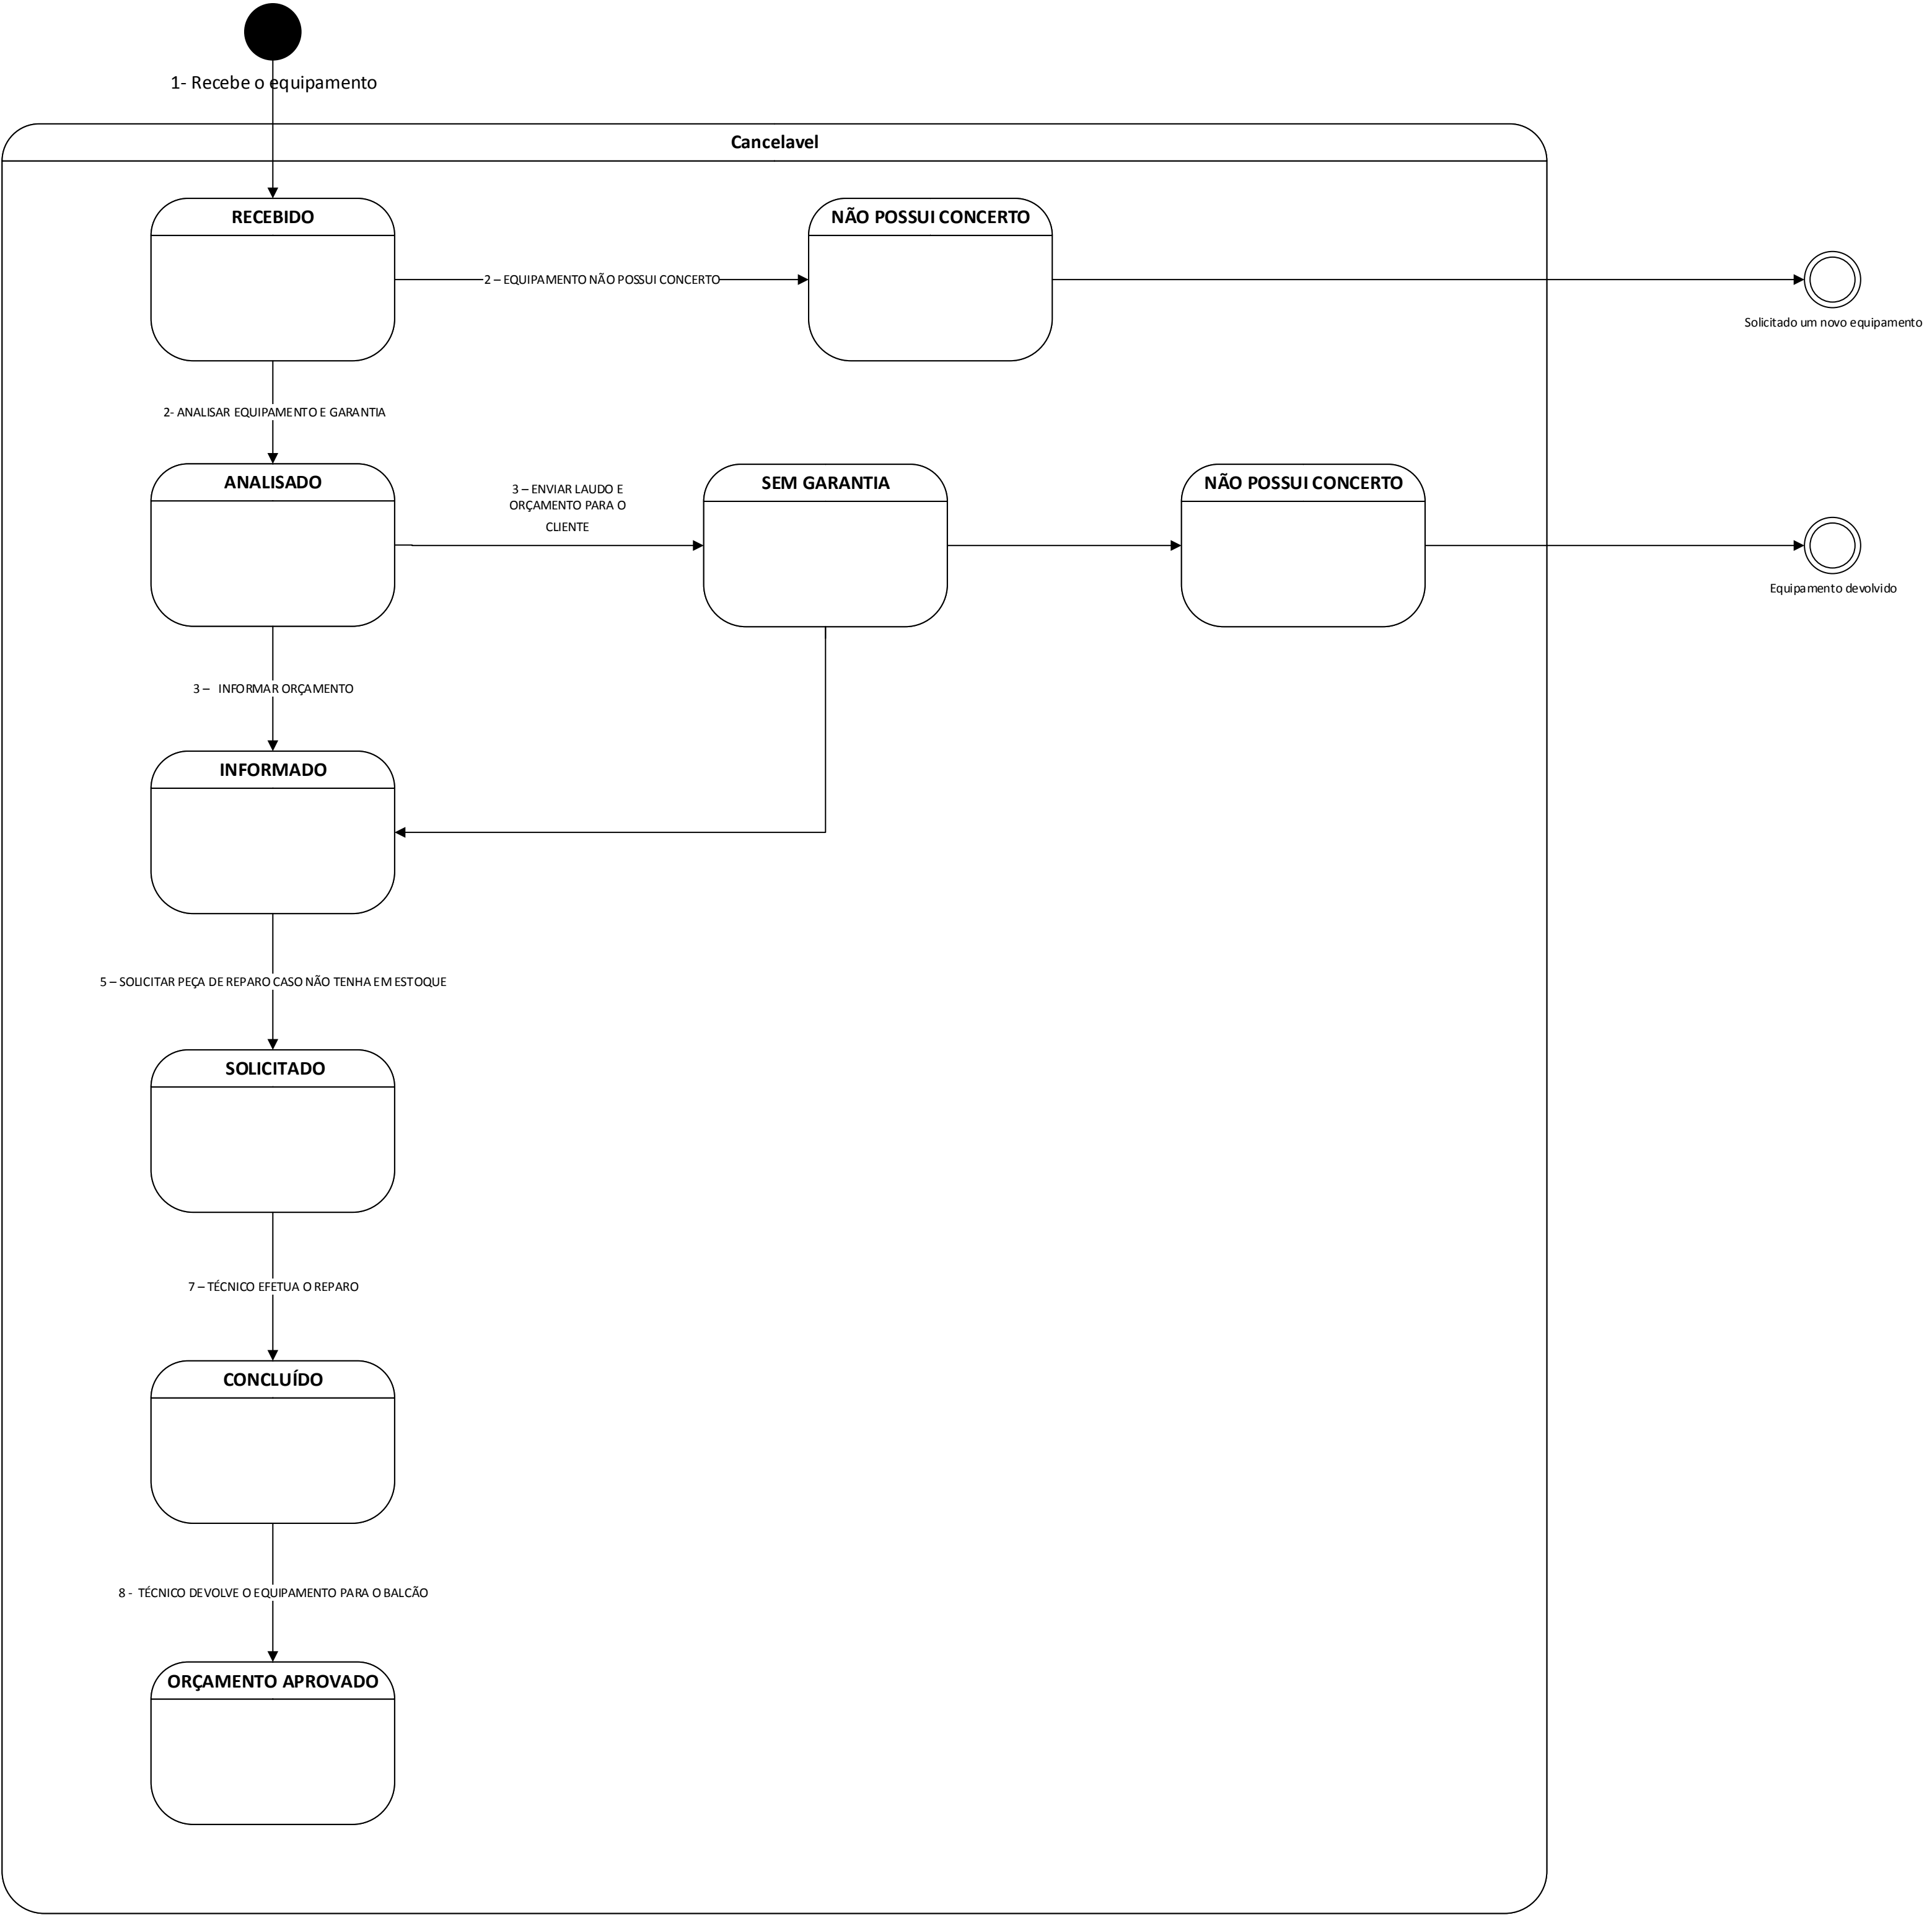 1- Recebe o equipamento
Cancelavel
RECEBIDO
NÃO POSSUI CONCERTO
2 – EQUIPAMENTO NÃO POSSUI CONCERTO
Solicitado um novo equipamento
2- ANALISAR EQUIPAMENTO E GARANTIA
ANALISADO
3 – ENVIAR LAUDO E
ORÇAMENTO PARA O
CLIENTE
SEM GARANTIA
NÃO POSSUI CONCERTO
Equipamento devolvido
3 – INFORMAR ORÇAMENTO
INFORMADO
5 – SOLICITAR PEÇA DE REPARO CASO NÃO TENHA EM ESTOQUE
SOLICITADO
7 – TÉCNICO EFETUA O REPARO
CONCLUÍDO
8 - TÉCNICO DEVOLVE O EQUIPAMENTO PARA O BALCÃO
ORÇAMENTO APROVADO